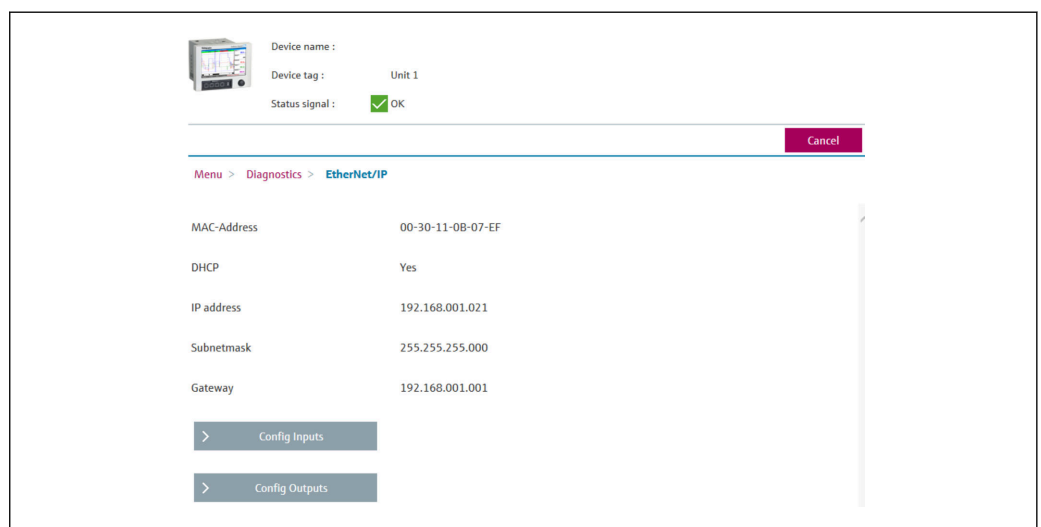 Device name :
Device tag : Unit 1
Status signal : OK
Cancel
Menu > Diagnostics > EtherNet/IP
MAC-Address 00-30-11-0B-07-EF
DHCP Yes
IP address 192.168.001.021
Subnetmask 255.255.255.000
Gateway 192.168.001.001
Config Inputs
Config Outputs